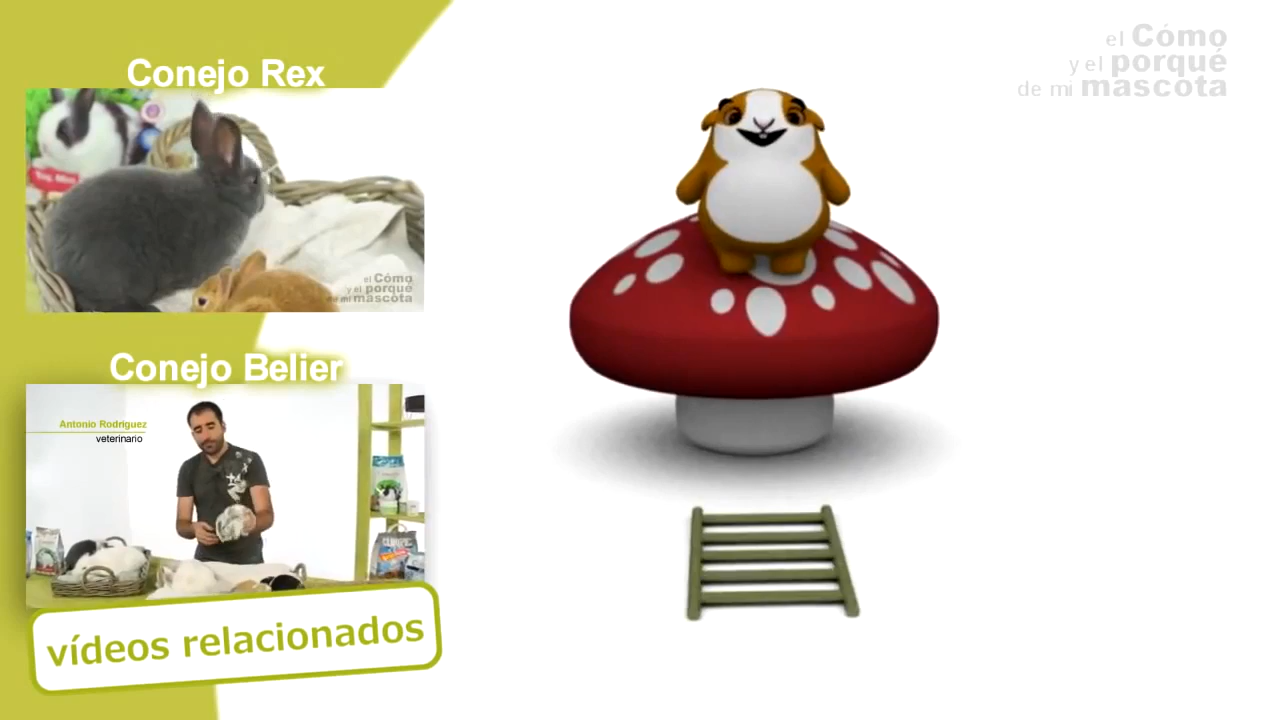 el Cómo
y el porqué
de mi mascota
Conejo Rex
el Cómo
y el porqué
de mi mascota
Conejo Belier
Antonio Rodriguez
veterinario
vídeos relacionados